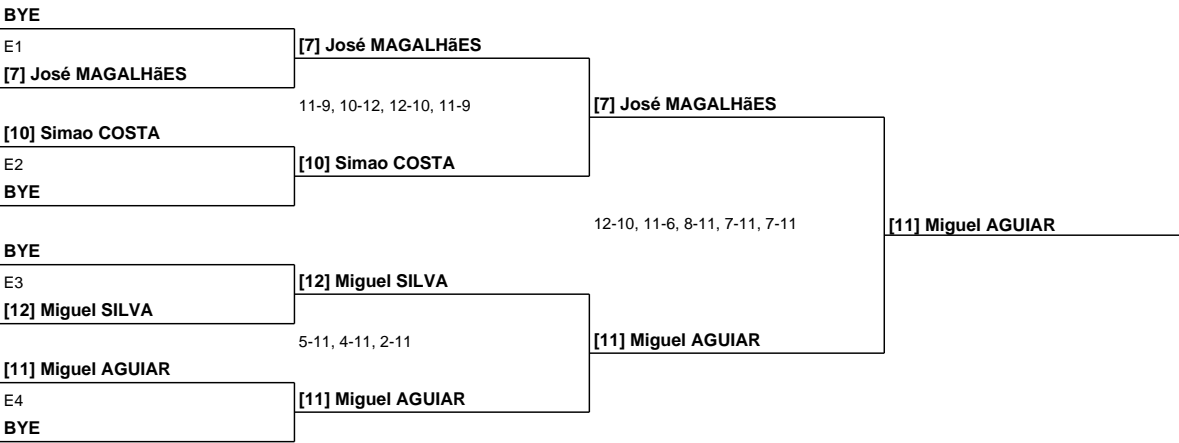 BYE
E1
[7] José MAGALHãES
[7] José MAGALHãES
11-9, 10-12, 12-10, 11-9
[7] José MAGALHãES
[10] Simao COSTA
E2
[10] Simao COSTA
BYE
12-10, 11-6, 8-11, 7-11, 7-11
[11] Miguel AGUIAR
BYE
E3
[12] Miguel SILVA
[12] Miguel SILVA
5-11, 4-11, 2-11
[11] Miguel AGUIAR
[11] Miguel AGUIAR
E4
[11] Miguel AGUIAR
BYE